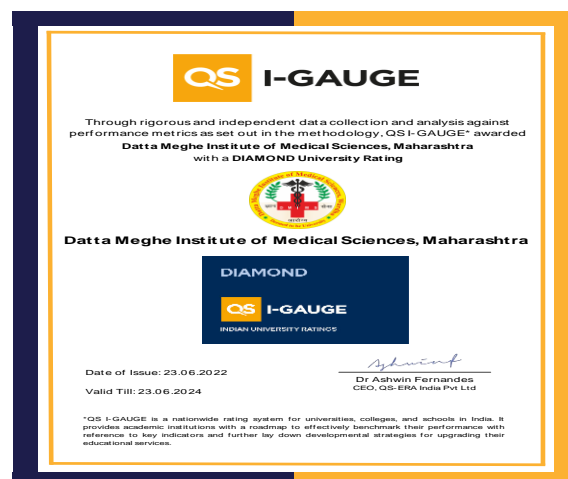 QS I-GAUGE
Through rigorous and independent data collection and analysis against
performance metrics as set out in the methodology, QS I-GAUGE* awarded
Datta Meghe Institute of Medical Sciences, Maharashtra
with a DIAMOND University Rating
Datta Meghe Institute of Medical Sciences, Maharashtra
DIAMOND
QS I-GAUGE
INDIAN UNIVERSITY RATINGS
Date of Issue: 23.06.2022
Valid Till: 23.06.2024
Dr Ashwin Fernandes
CEO, QS-ERA India Pvt Ltd
*QS I-GAUGE is a nationwide rating system for universities, colleges, and schools in India. It
provides academic institutions with a roadmap to effectively benchmark their performance with
reference to key indicators and further lay down developmental strategies for upgrading their
educational services.